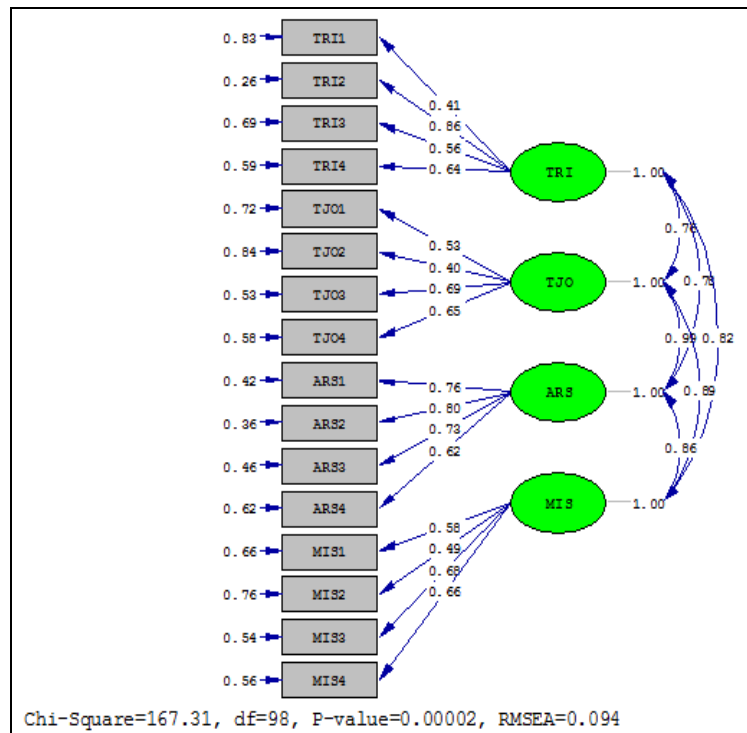 0.83 TRI1
0.26 TRI2
0.69 TRI3
0.59 TRI4
0.72 TJO1
0.84 TJO2
0.53 TJO3
0.58 TJO4
0.42 ARS1
0.36 ARS2
0.46 ARS3
0.62 ARS4
0.66 MIS1
0.76 MIS2
0.54 MIS3
0.56 MIS4
0.41
0.86
0.56
0.64
0.53
0.40
0.69
0.65
0.76
0.80
0.73
0.62
0.58
0.49
0.68
0.66
TRI 1.00
TJO 1.00
ARS 1.00
MIS 1.00
0.76
0.99
0.82
0.89
0.86
Chi-Square=167.31, df=98, P-value=0.00002, RMSEA=0.094